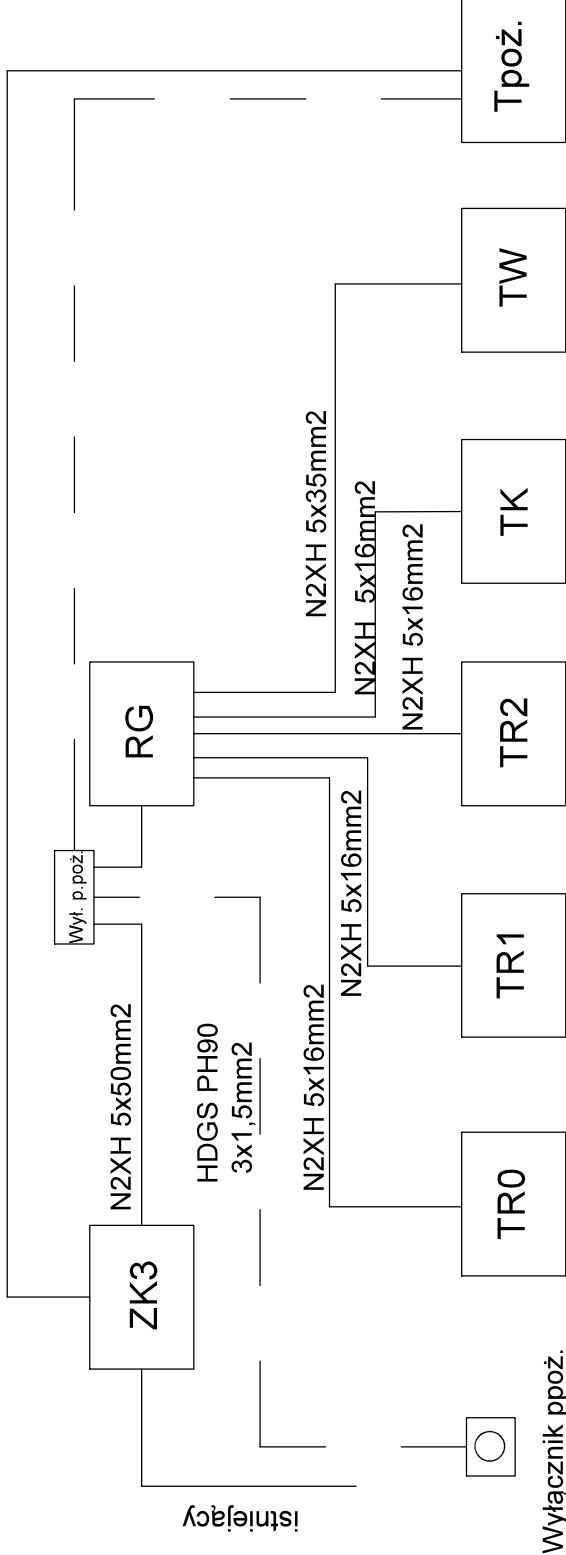 istniejący
ZK3
N2XH 5x50mm2
Wył. p.poż.
RG
HDGS PH90
3x1,5mm2
N2XH 5x16mm2
N2XH 5x16mm2
N2XH 5x16mm2
N2XH 5x16mm2
N2XH 5x35mm2
Wyłącznik ppoż.
TR0
TR1
TR2
TK
TW
Tpoż.